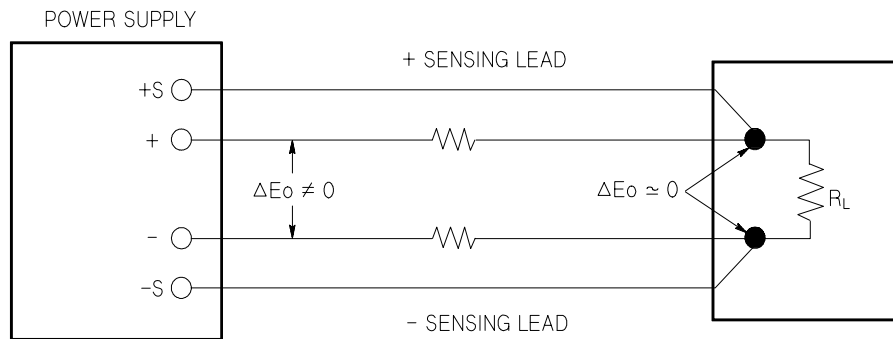 POWER SUPPLY
+ SENSING LEAD
+S
+
ΔEo ≠ 0
ΔEo ≃ 0
RL
-
-S
- SENSING LEAD